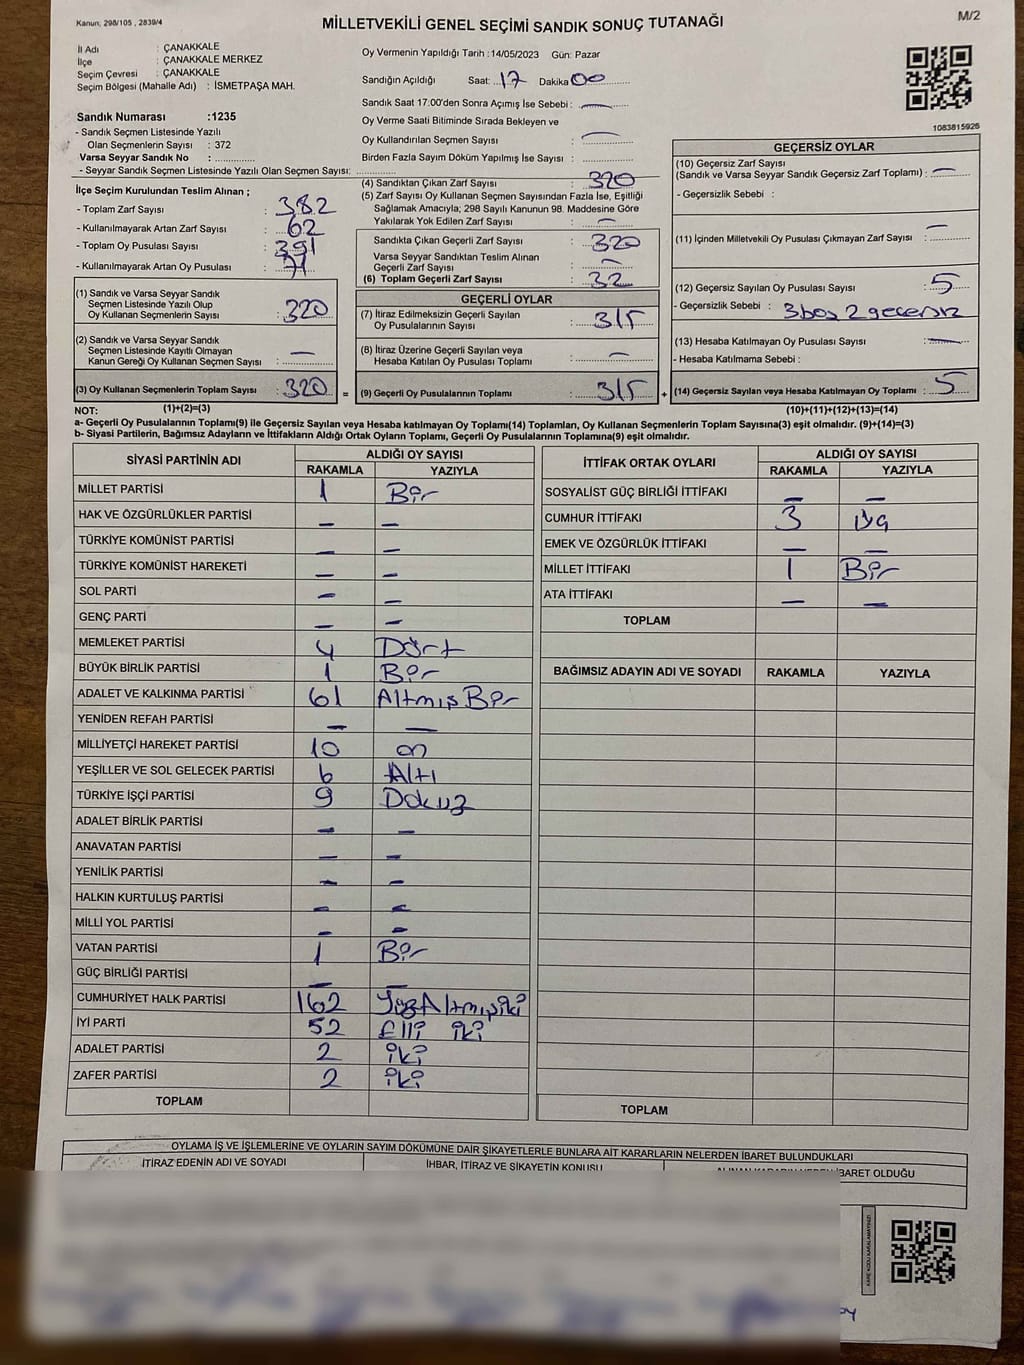 Kanun; 298/105 , 2839/4
MİLLETVEKİLİ GENEL SEÇİMİ SANDIK SONUÇ TUTANAĞI
M/2
İl Adı : ÇANAKKALE
İlçe : ÇANAKKALE MERKEZ
Seçim Çevresi : ÇANAKKALE
Seçim Bölgesi (Mahalle Adı) : İSMETPAŞA MAH.
Sandık Numarası :1235
- Sandık Seçmen Listesinde Yazılı
Olan Seçmenlerin Sayısı : 372
Varsa Seyyar Sandık No : ..............
- Seyyar Sandık Seçmen Listesinde Yazılı Olan Seçmen Sayısı: ..............
Oy Vermenin Yapıldığı Tarih : 14/05/2023 Gün: Pazar
Sandığın Açıldığı Saat: 17 Dakika 00
Sandık Saat 17:00'den Sonra Açımış İse Sebebi : —
Oy Verme Saati Bitiminde Sırada Bekleyen ve
Oy Kullandırılan Seçmen Sayısı : —
Birden Fazla Sayım Döküm Yapılmış İse Sayısı : ..............
1083815926
İlçe Seçim Kurulundan Teslim Alınan ;
- Toplam Zarf Sayısı : 382
- Kullanılmayarak Artan Zarf Sayısı : 62
- Toplam Oy Pusulası Sayısı : 391
- Kullanılmayarak Artan Oy Pusulası : 71
(1) Sandık ve Varsa Seyyar Sandık
Seçmen Listesinde Yazılı Olup
Oy Kullanan Seçmenlerin Sayısı : 320
(2) Sandık ve Varsa Seyyar Sandık
Seçmen Listesinde Kayıtlı Olmayan
Kanun Gereği Oy Kullanan Seçmen Sayısı : —
(3) Oy Kullanan Seçmenlerin Toplam Sayısı : 320 =
(1)+(2)=(3)
(4) Sandıktan Çıkan Zarf Sayısı : 320
(5) Zarf Sayısı Oy Kullanan Seçmen Sayısından Fazla İse, Eşitliği
Sağlamak Amacıyla; 298 Sayılı Kanunun 98. Maddesine Göre
Yakılarak Yok Edilen Zarf Sayısı : —
Sandıkta Çıkan Geçerli Zarf Sayısı : 320
Varsa Seyyar Sandıktan Teslim Alınan
Geçerli Zarf Sayısı : —
(6) Toplam Geçerli Zarf Sayısı : 32
GEÇERLİ OYLAR
(7) İtiraz Edilmeksizin Geçerli Sayılan
Oy Pusulalarının Sayısı : 315
(8) İtiraz Üzerine Geçerli Sayılan veya
Hesaba Katılan Oy Pusulası Toplamı : —
(9) Geçerli Oy Pusulalarının Toplamı : 315 +
GEÇERSİZ OYLAR
(10) Geçersiz Zarf Sayısı
(Sandık ve Varsa Seyyar Sandık Geçersiz Zarf Toplamı) : —
- Geçersizlik Sebebi :
(11) İçinden Milletvekili Oy Pusulası Çıkmayan Zarf Sayısı : —
(12) Geçersiz Sayılan Oy Pusulası Sayısı : 5
- Geçersizlik Sebebi : 3 boş 2 geçersiz
(13) Hesaba Katılmayan Oy Pusulası Sayısı : —
- Hesaba Katılmama Sebebi :
(14) Geçersiz Sayılan veya Hesaba Katılmayan Oy Toplamı : 5
(10)+(11)+(12)+(13)=(14)
NOT:
a- Geçerli Oy Pusulalarının Toplamı(9) ile Geçersiz Sayılan veya Hesaba katılmayan Oy Toplamı(14) Toplamları, Oy Kullanan Seçmenlerin Toplam Sayısına(3) eşit olmalıdır. (9)+(14)=(3)
b- Siyasi Partilerin, Bağımsız Adayların ve İttifakların Aldığı Ortak Oyların Toplamı, Geçerli Oy Pusulalarının Toplamına(9) eşit olmalıdır.
SİYASİ PARTİNİN ADI ALDIĞI OY SAYISI
RAKAMLA YAZIYLA
MİLLET PARTİSİ 1 Bir
HAK VE ÖZGÜRLÜKLER PARTİSİ — —
TÜRKİYE KOMÜNİST PARTİSİ — —
TÜRKİYE KOMÜNİST HAREKETİ — —
SOL PARTİ — —
GENÇ PARTİ — —
MEMLEKET PARTİSİ 4 Dört
BÜYÜK BİRLİK PARTİSİ 1 Bir
ADALET VE KALKINMA PARTİSİ 61 Altmış Bir
YENİDEN REFAH PARTİSİ — —
MİLLİYETÇİ HAREKET PARTİSİ 10 on
YEŞİLLER VE SOL GELECEK PARTİSİ 6 Altı
TÜRKİYE İŞÇİ PARTİSİ 9 Dokuz
ADALET BİRLİK PARTİSİ — —
ANAVATAN PARTİSİ — —
YENİLİK PARTİSİ — —
HALKIN KURTULUŞ PARTİSİ — —
MİLLİ YOL PARTİSİ — —
VATAN PARTİSİ 1 Bir
GÜÇ BİRLİĞİ PARTİSİ — —
CUMHURİYET HALK PARTİSİ 162 YüzAltmışiki
İYİ PARTİ 52 Elli iki
ADALET PARTİSİ 2 iki
ZAFER PARTİSİ 2 iki
TOPLAM
İTTİFAK ORTAK OYLARI ALDIĞI OY SAYISI
RAKAMLA YAZIYLA
SOSYALİST GÜÇ BİRLİĞİ İTTİFAKI — —
CUMHUR İTTİFAKI 3
EMEK VE ÖZGÜRLÜK İTTİFAKI — —
MİLLET İTTİFAKI 1 Bir
ATA İTTİFAKI — —
TOPLAM
BAĞIMSIZ ADAYIN ADI VE SOYADI RAKAMLA YAZIYLA
TOPLAM
OYLAMA İŞ VE İŞLEMLERİNE VE OYLARIN SAYIM DÖKÜMÜNE DAİR ŞİKAYETLERLE BUNLARA AİT KARARLARIN NELERDEN İBARET BULUNDUKLARI
İTİRAZ EDENİN ADI VE SOYADI İHBAR, İTİRAZ VE ŞİKAYETİN KONUSU ALINAN KARARIN NEDEN İBARET OLDUĞU
KARE KODU KARALAMAYINIZ!